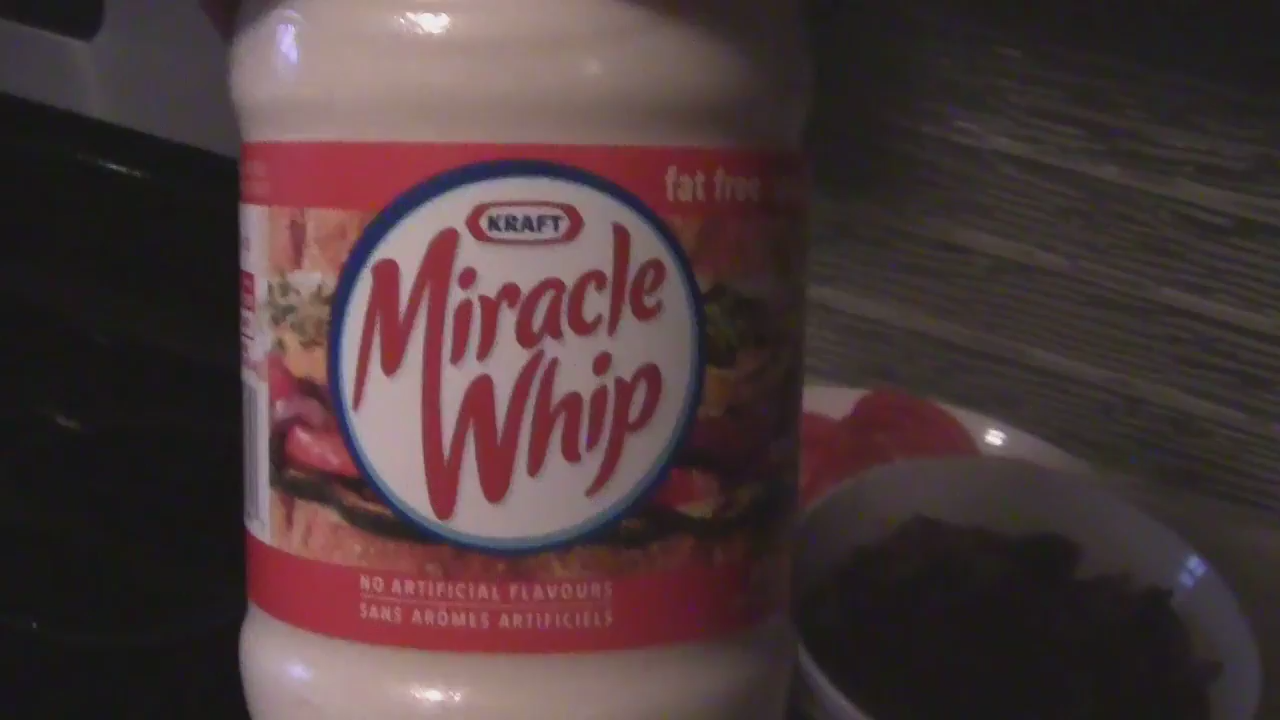 fat free
KRAFT
Miracle
Whip
NO ARTIFICIAL FLAVOURS
SANS ARÔMES ARTIFICIELS